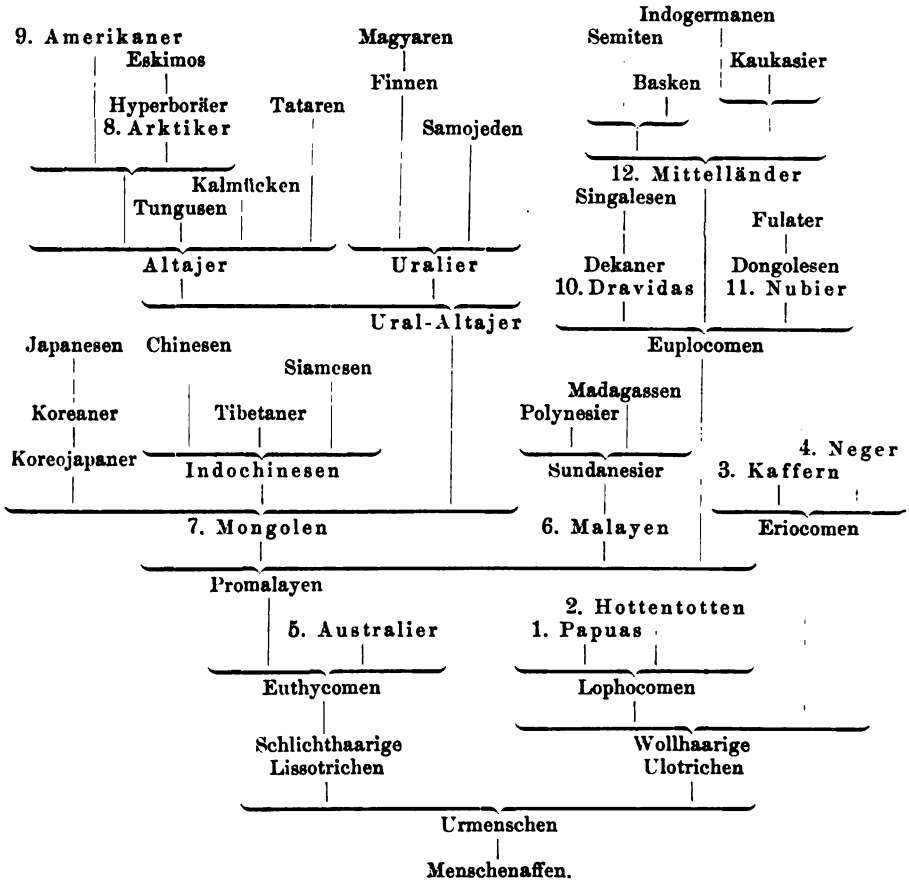 Indogermanen
9. Amerikaner
Magyaren
Semiten
Eskimos
Kaukasier
Finnen
Basken
Hyperboräer
Tataren
8. Arktiker
Samojeden
12. Mittelländer
Kalmücken
Singalesen
Tungusen
Fulater
Altajer
Uralier
Dekaner
Dongolesen
10. Dravidas
11. Nubier
Ural-Altajer
Japanesen
Chinesen
Euplocomen
Siamesen
Madagassen
Koreaner
Tibetaner
Polynesier
4. Neger
Koreojapaner
Indochinesen
Sundanesier
3. Kaffern
7. Mongolen
6. Malayen
Eriocomen
Promalayen
2. Hottentotten
5. Australier
1. Papuas
Euthycomen
Lophocomen
Schlichthaarige
Lissotrichen
Wollhaarige
Ulotrichen
Urmenschen
Menschenaffen.